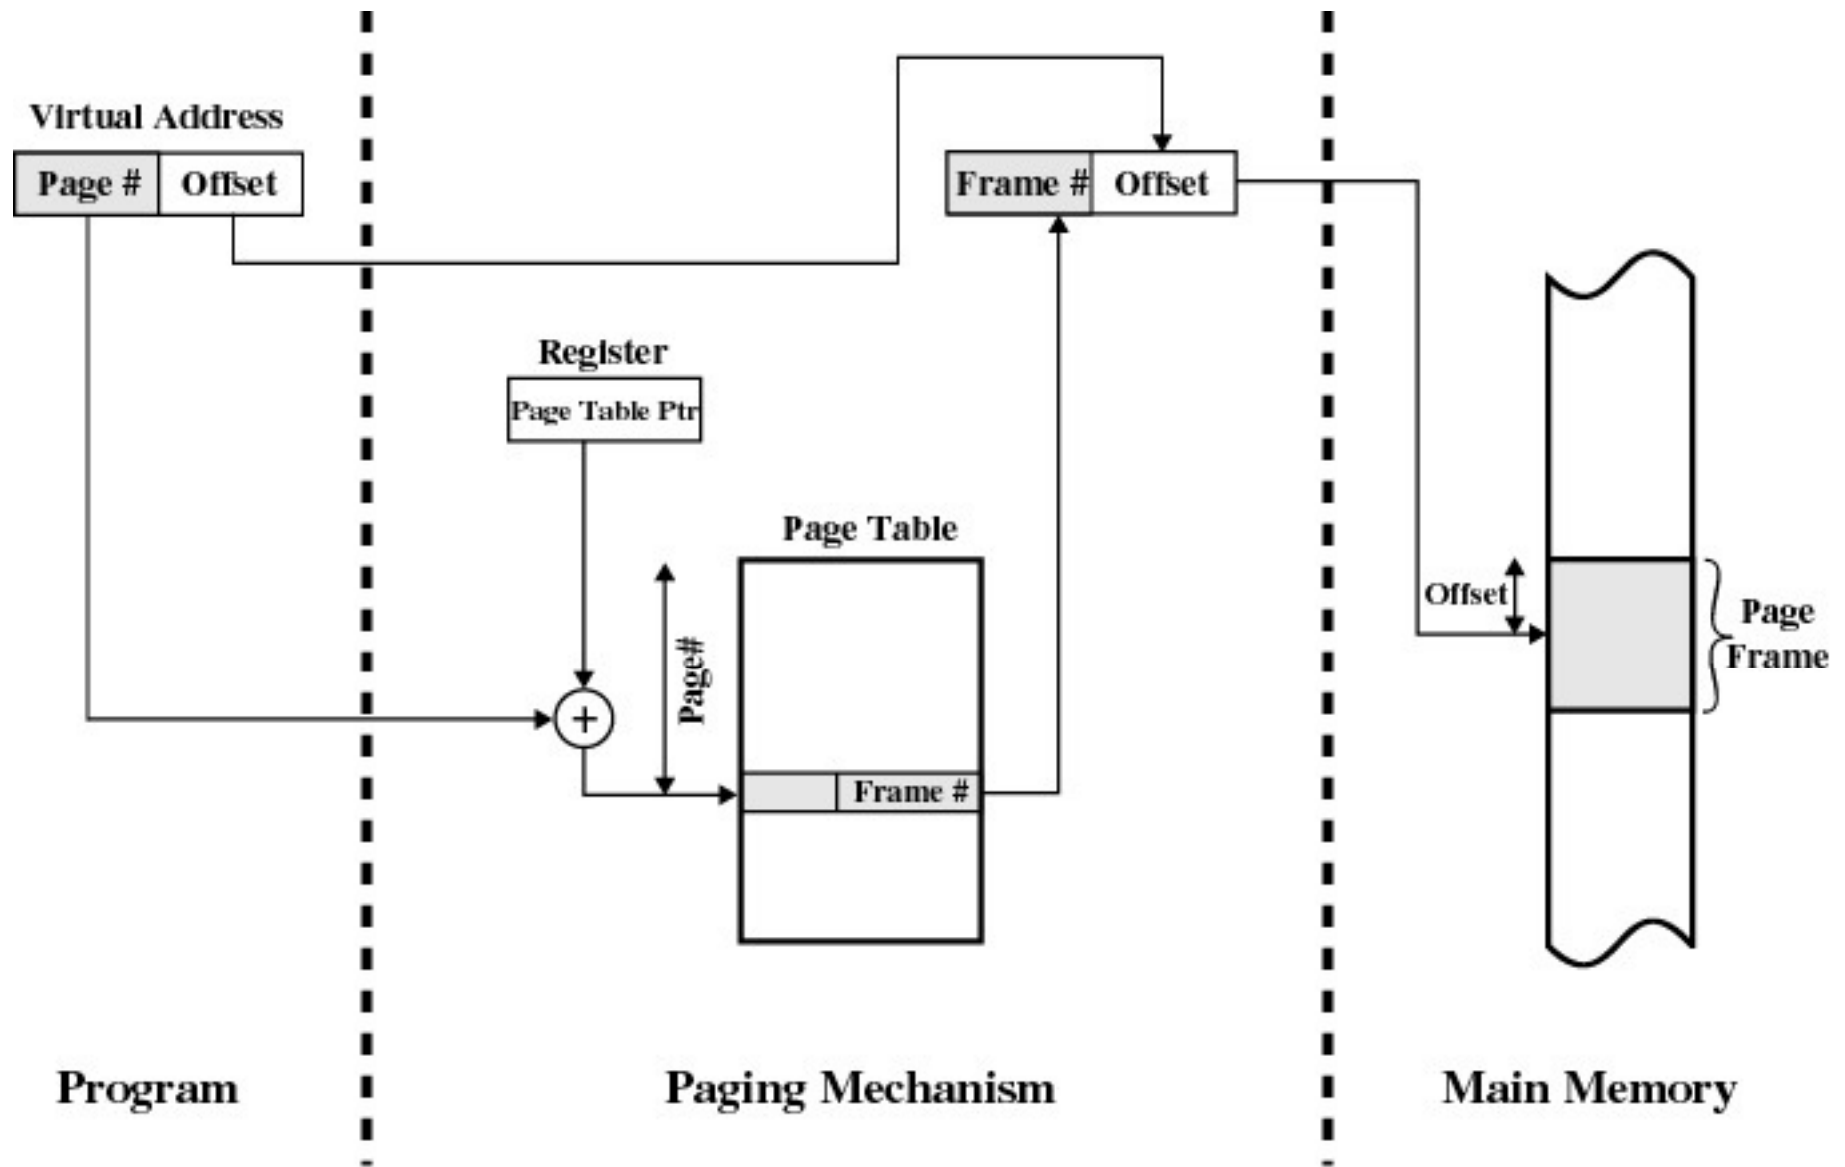 Virtual Address
Page # Offset
Frame # Offset
Register
Page Table Ptr
Page Table
Page#
+
Frame #
Offset
Page
Frame
Program
Paging Mechanism
Main Memory